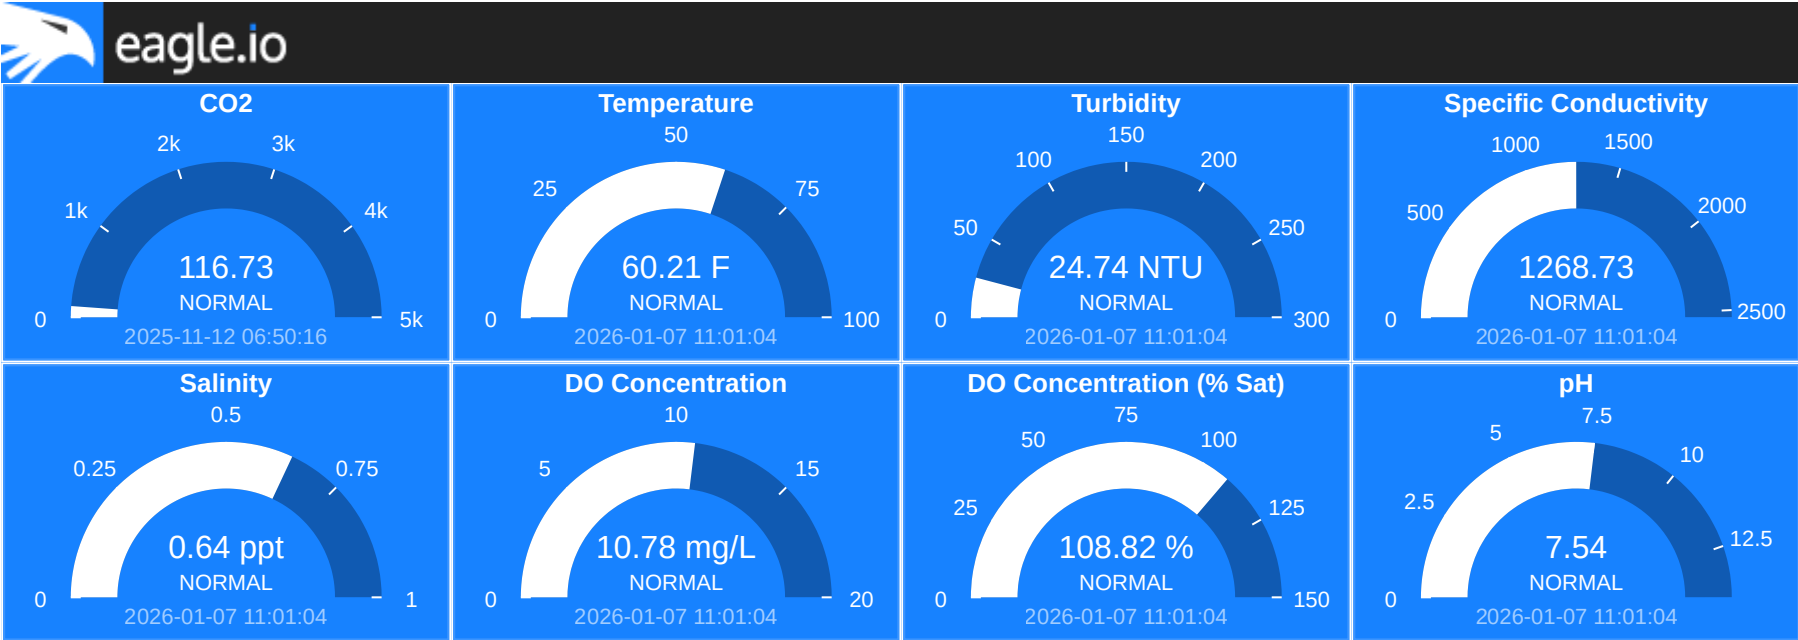 eagle.io
CO2
0
1k
2k
3k
4k
5k
116.73
NORMAL
2025-11-12 06:50:16
Temperature
0
25
50
75
100
60.21 F
NORMAL
2026-01-07 11:01:04
Turbidity
0
50
100
150
200
250
300
24.74 NTU
NORMAL
2026-01-07 11:01:04
Specific Conductivity
0
500
1000
1500
2000
2500
1268.73
NORMAL
2026-01-07 11:01:04
Salinity
0
0.25
0.5
0.75
1
0.64 ppt
NORMAL
2026-01-07 11:01:04
DO Concentration
0
5
10
15
20
10.78 mg/L
NORMAL
2026-01-07 11:01:04
DO Concentration (% Sat)
0
25
50
75
100
125
150
108.82 %
NORMAL
2026-01-07 11:01:04
pH
0
2.5
5
7.5
10
12.5
7.54
NORMAL
2026-01-07 11:01:04